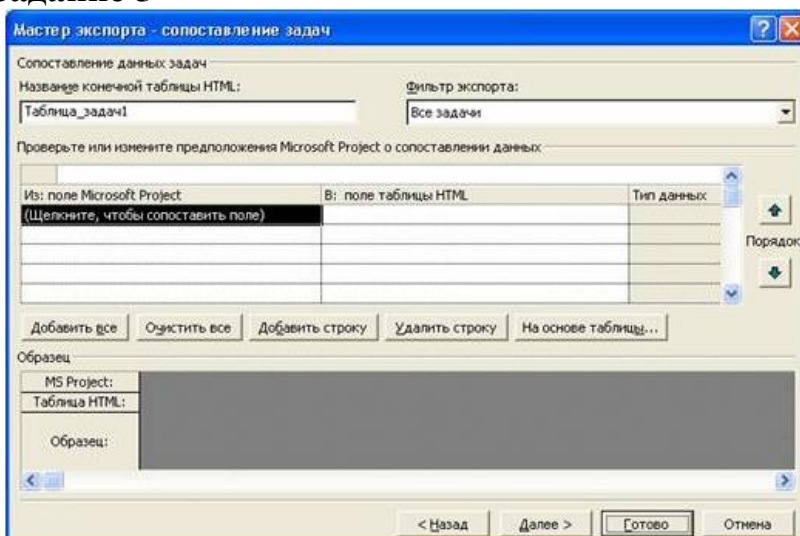 Задание 3
Мастер экспорта - сопоставление задач
Сопоставление данных задач
Название конечной таблицы HTML:
Фильтр экспорта:
Таблица_задач1
Все задачи
Проверьте или измените предположения Microsoft Project о сопоставлении данных
Из: поле Microsoft Project
В: поле таблицы HTML
Тип данных
(Щелкните, чтобы сопоставить поле)
Порядок
Добавить все
Очистить все
Добавить строку
Удалить строку
На основе таблицы...
Образец
MS Project:
Таблица HTML:
Образец:
< Назад
Далее >
Готово
Отмена